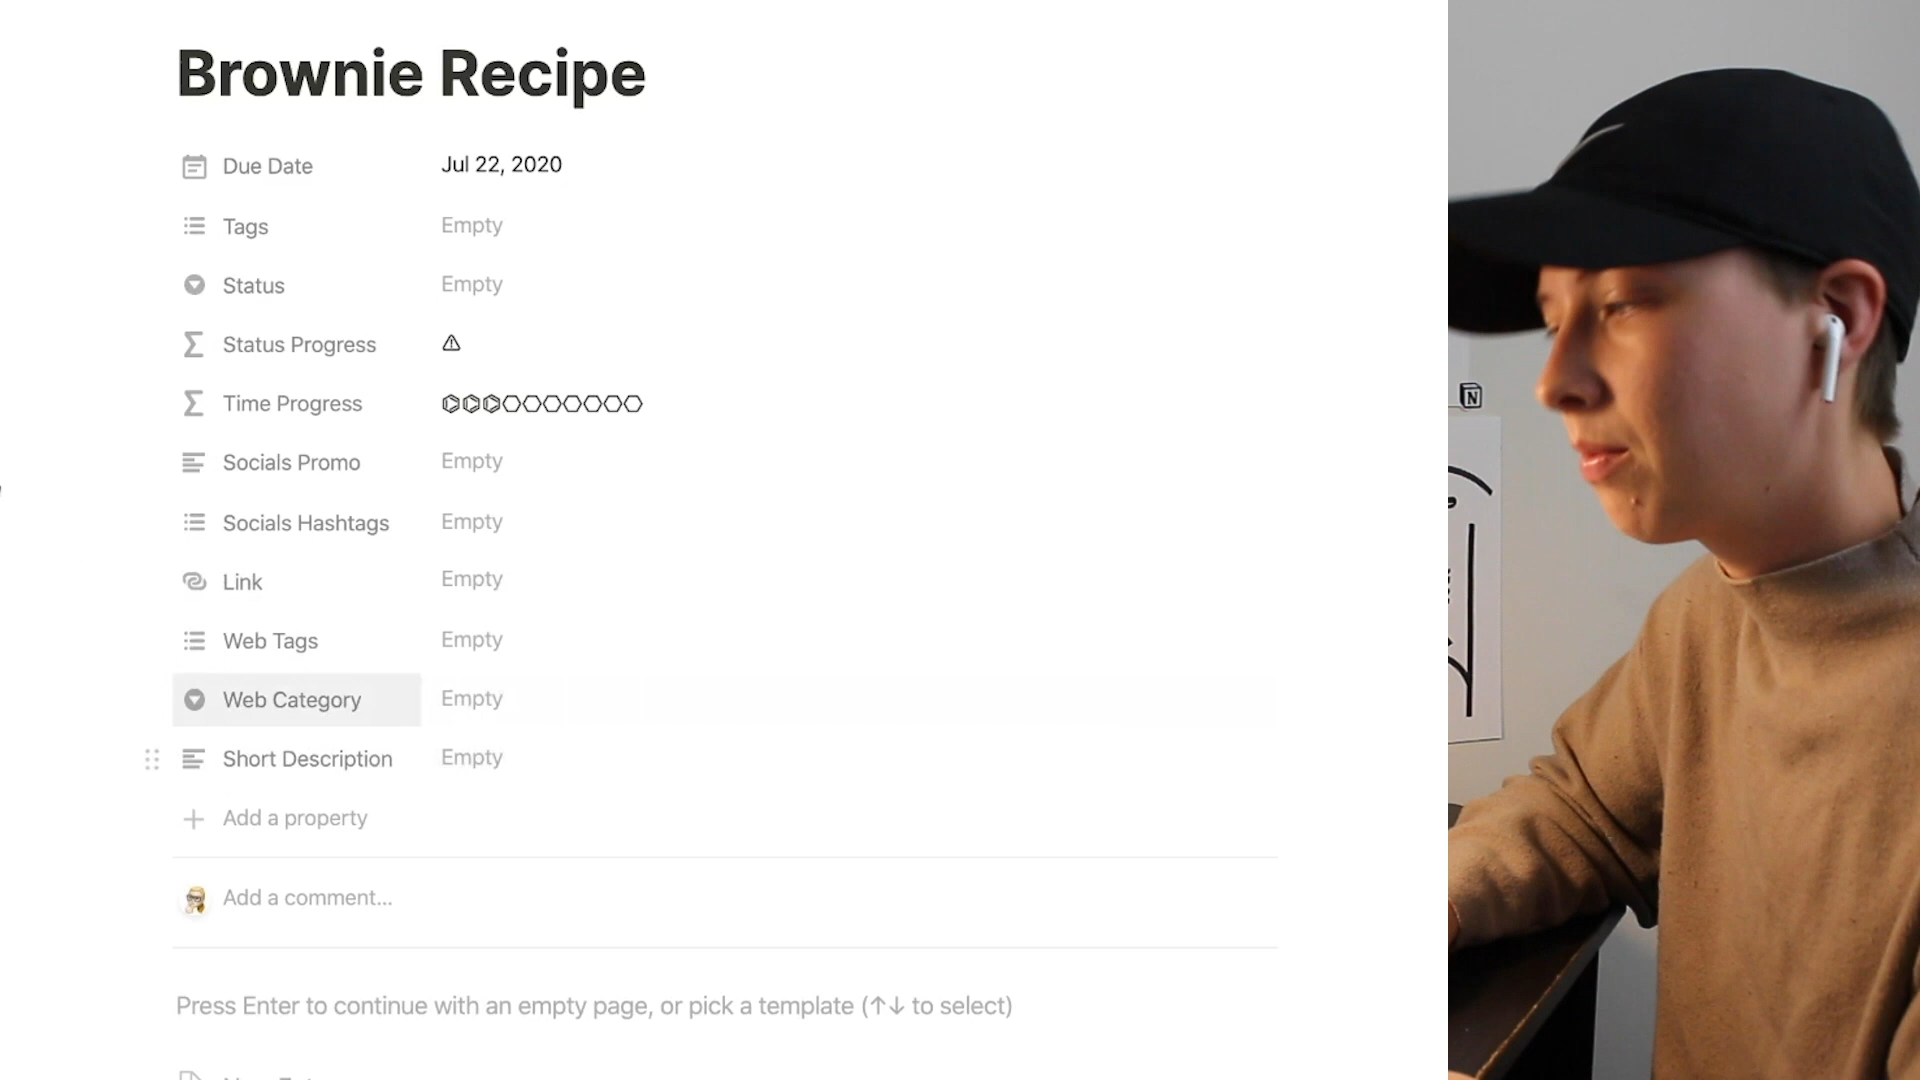 Brownie Recipe
Due Date Jul 22, 2020
Tags Empty
Status Empty
Status Progress ⚠
Time Progress ⌬⌬⌬⎔⎔⎔⎔⎔⎔⎔
Socials Promo Empty
Socials Hashtags Empty
Link Empty
Web Tags Empty
Web Category Empty
Short Description Empty
Add a property
Add a comment...
Press Enter to continue with an empty page, or pick a template (↑↓ to select)
N